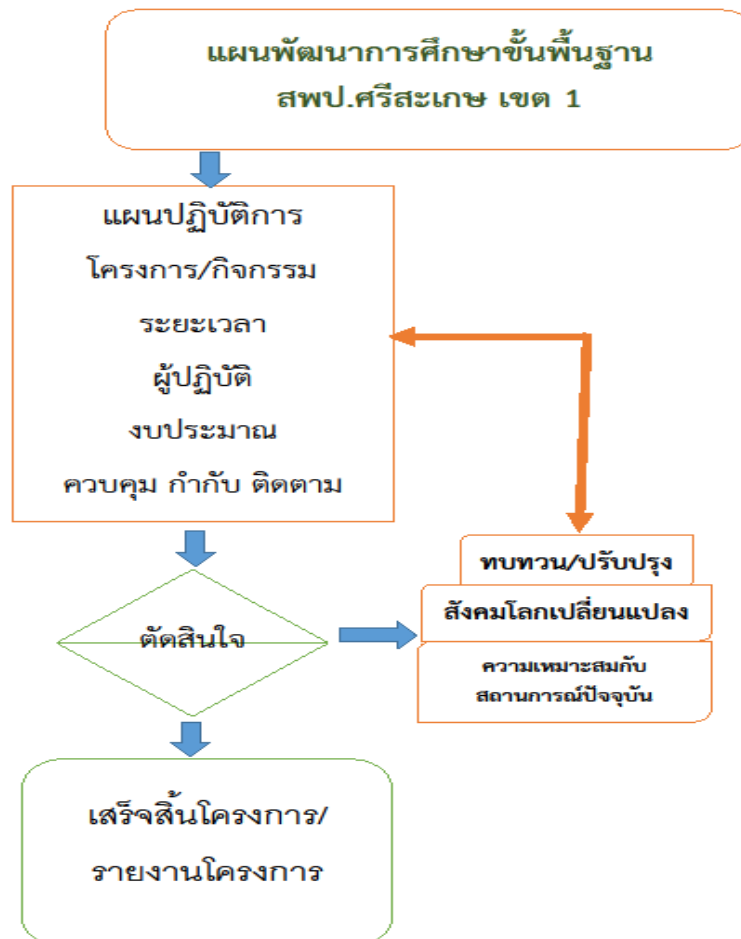 แผนพัฒนาการศึกษาขั้นพื้นฐาน
สพป.ศรีสะเกษ เขต 1
แผนปฏิบัติการ
โครงการ/กิจกรรม
ระยะเวลา
ผู้ปฏิบัติ
งบประมาณ
ควบคุม กำกับ ติดตาม
ทบทวน/ปรับปรุง
สังคมโลกเปลี่ยนแปลง
ความเหมาะสมกับ
สถานการณ์ปัจจุบัน
ตัดสินใจ
เสร็จสิ้นโครงการ/
รายงานโครงการ